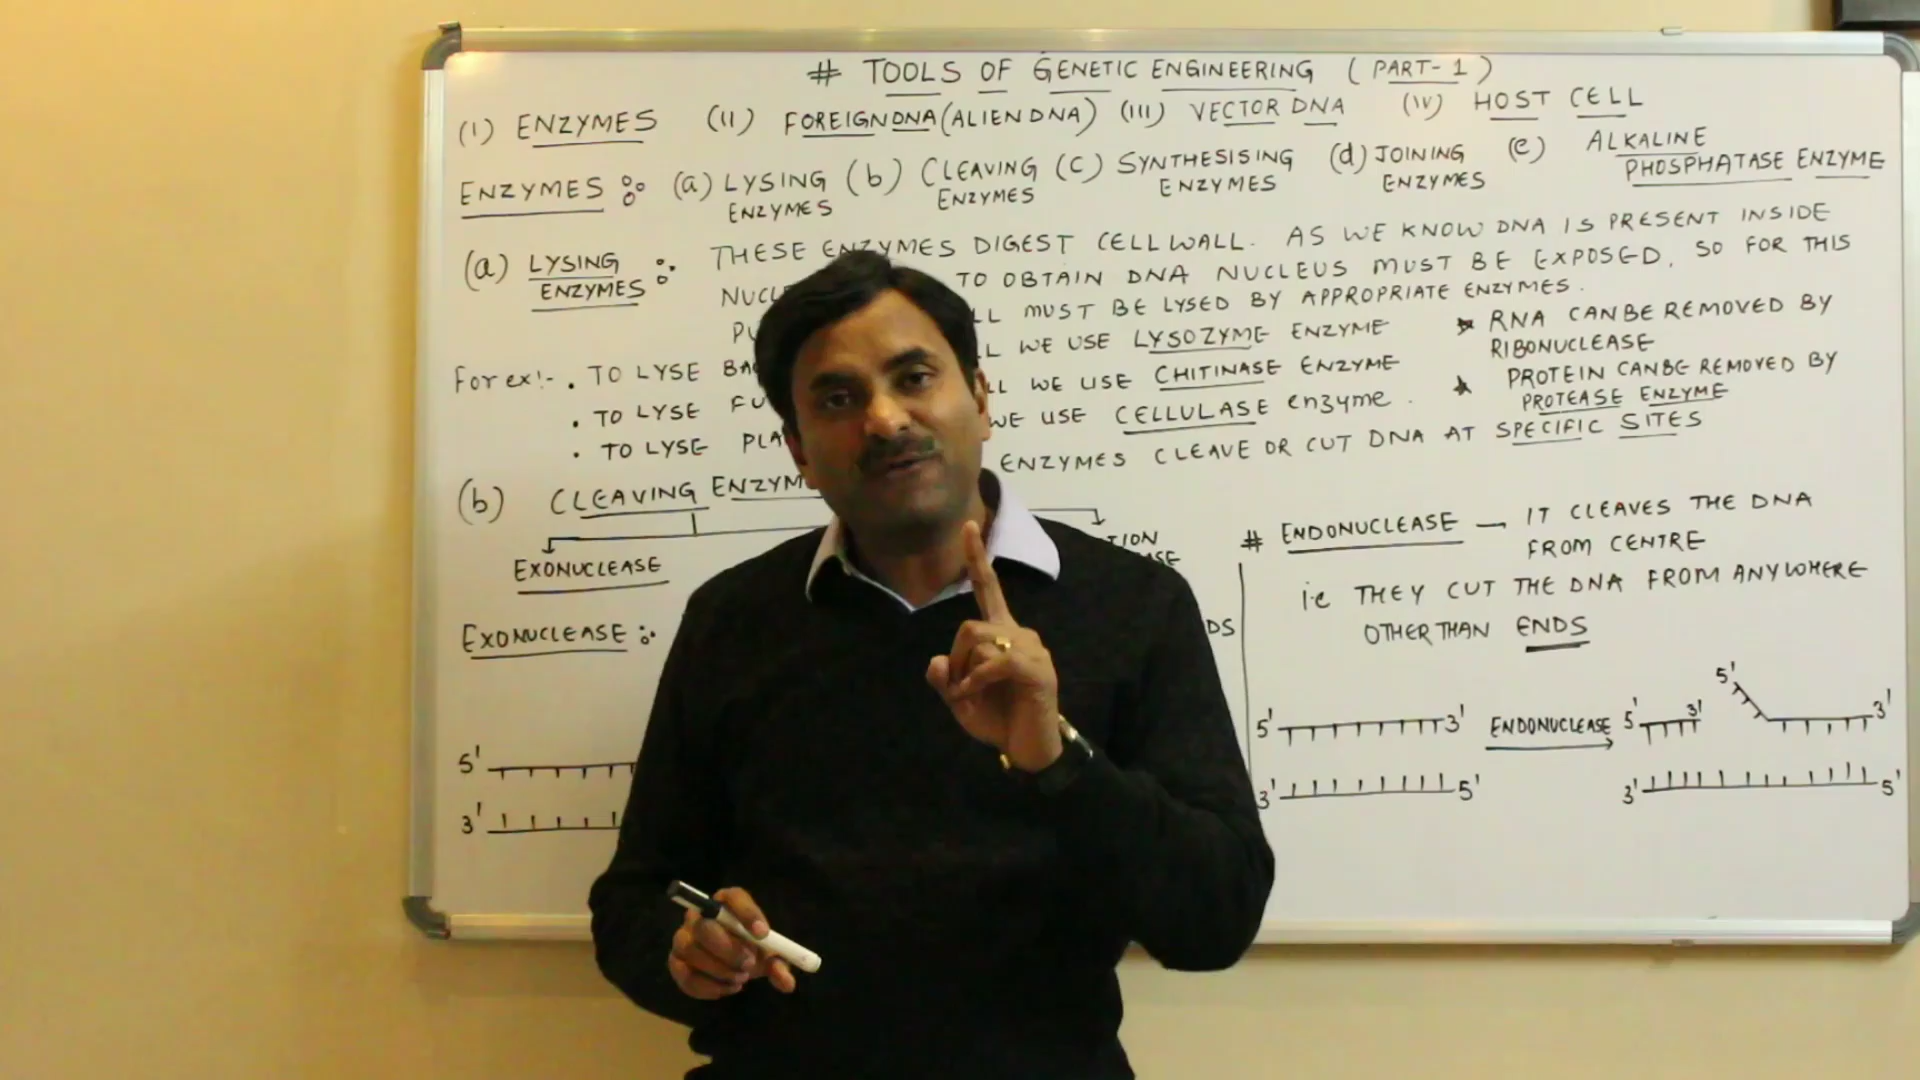 # TOOLS OF GENETIC ENGINEERING (PART-1)
(I) ENZYMES (II) FOREIGN DNA (ALIEN DNA) (III) VECTOR DNA (IV) HOST CELL
ENZYMES :- (a) LYSING ENZYMES (b) CLEAVING ENZYMES (c) SYNTHESISING ENZYMES (d) JOINING ENZYMES (e) ALKALINE PHOSPHATASE ENZYME
(a) LYSING ENZYMES :- THESE ENZYMES DIGEST CELLWALL. AS WE KNOW DNA IS PRESENT INSIDE
TO OBTAIN DNA NUCLEUS MUST BE EXPOSED, SO FOR THIS
MUST BE LYSED BY APPROPRIATE ENZYMES.
For ex:- . TO LYSE WE USE LYSOZYME ENZYME
. TO LYSE WE USE CHITINASE ENZYME
. TO LYSE WE USE CELLULASE enzyme.
* RNA CAN BE REMOVED BY
RIBONUCLEASE
* PROTEIN CAN BE REMOVED BY
PROTEASE ENZYME
(b) CLEAVING ENZYMES CLEAVE OR CUT DNA AT SPECIFIC SITES
EXONUCLEASE
EXONUCLEASE :-
5'
3'
# ENDONUCLEASE — IT CLEAVES THE DNA
FROM CENTRE
i.e THEY CUT THE DNA FROM ANYWHERE
OTHER THAN ENDS
5' 3' ENDONUCLEASE 5' 3' 5' 3'
3' 5' 3' 5'